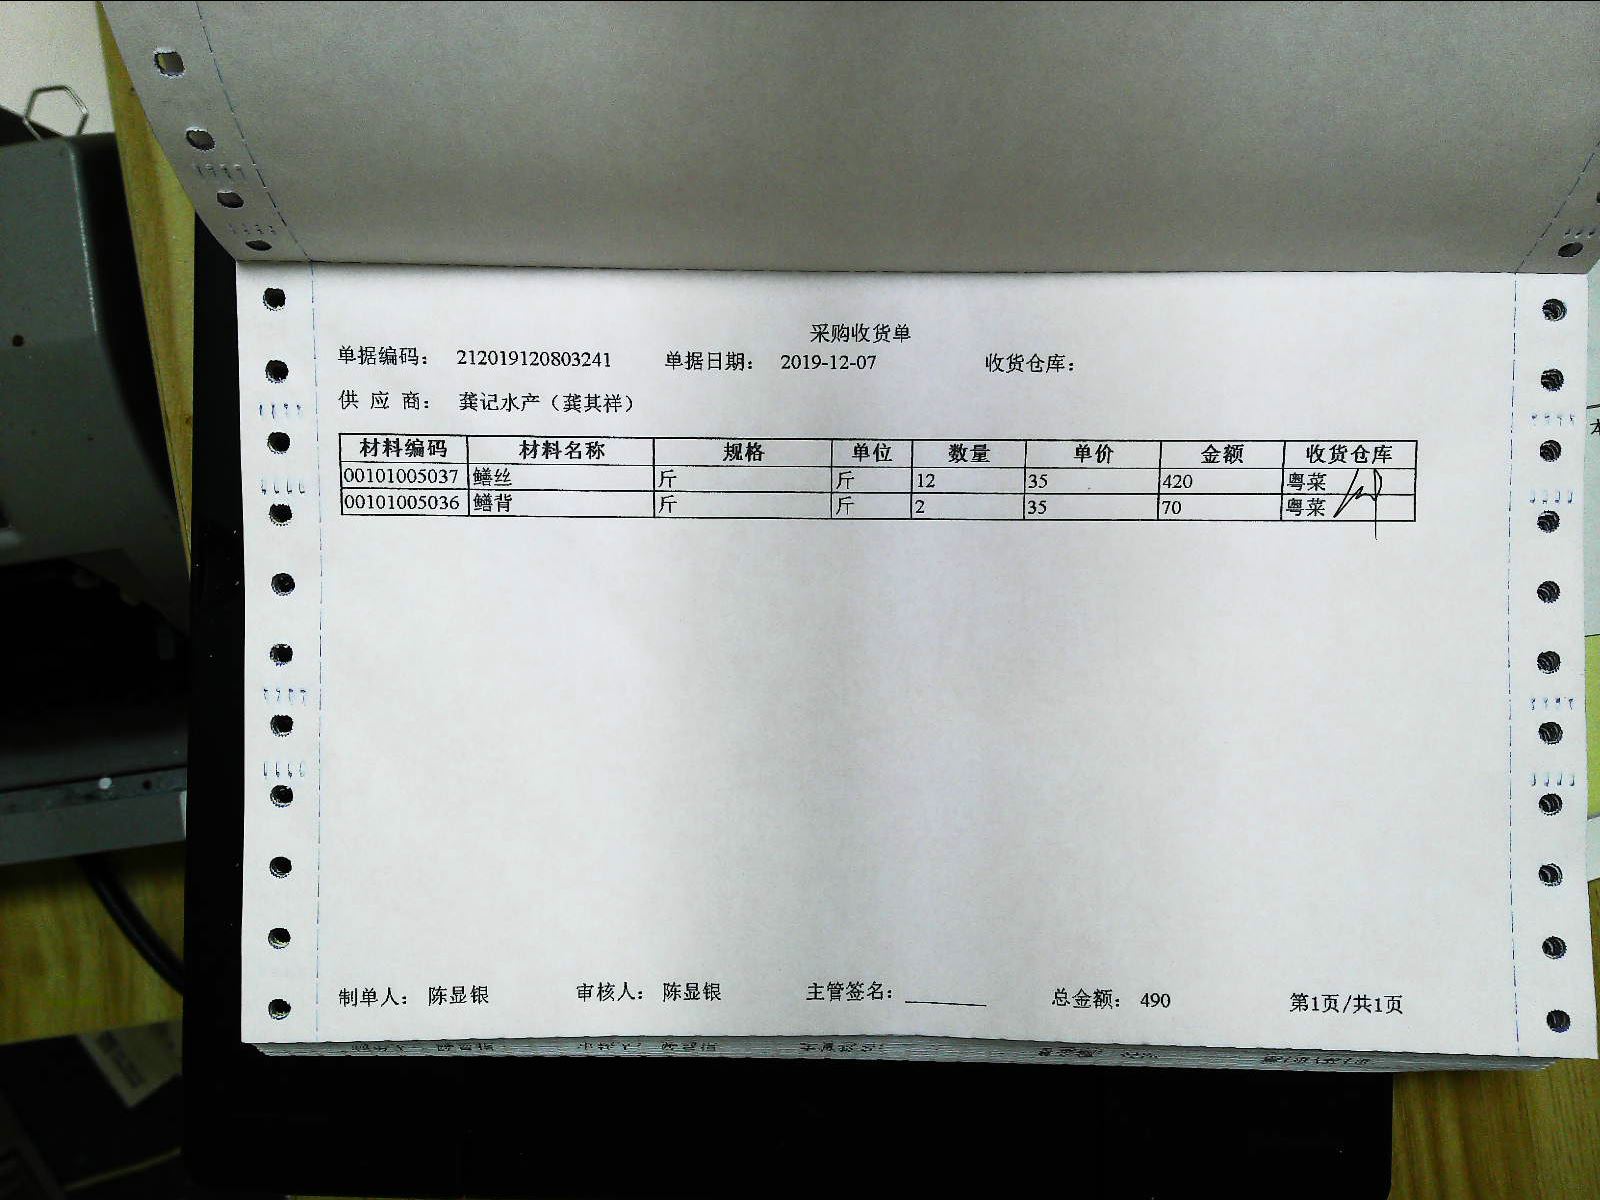 采购收货单
单据编码： 212019120803241 单据日期： 2019-12-07 收货仓库：
供 应 商： 龚记水产（龚其祥）
材料编码 材料名称 规格 单位 数量 单价 金额 收货仓库
00101005037 鳝丝 斤 斤 12 35 420 粤菜
00101005036 鳝背 斤 斤 2 35 70 粤菜
制单人： 陈显银 审核人： 陈显银 主管签名： 总金额： 490 第1页/共1页